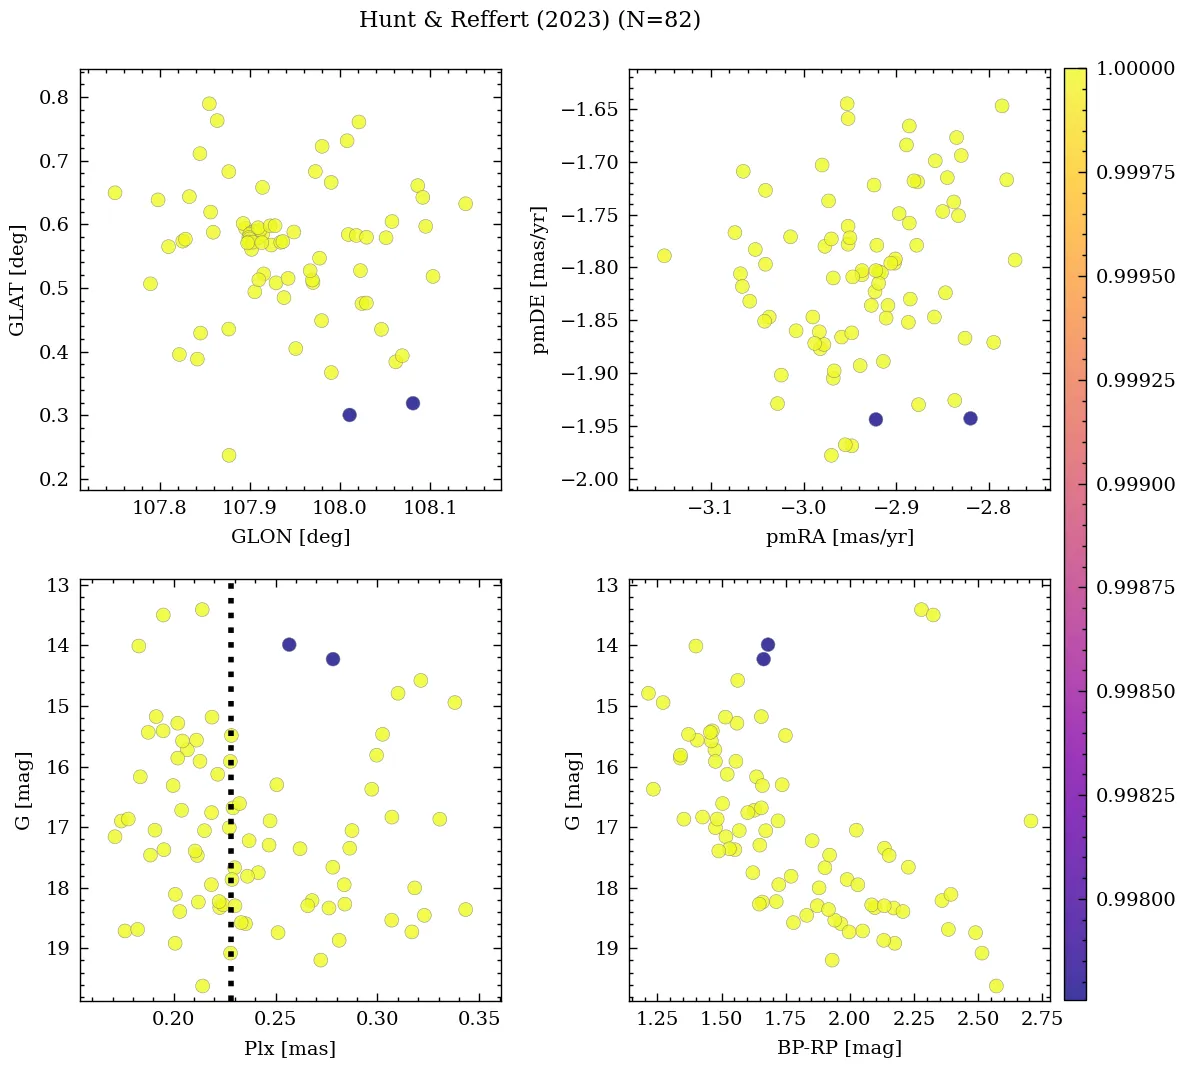 Hunt & Reffert (2023) (N=82)
0.8
0.7
0.6
0.5
0.4
0.3
0.2
GLAT [deg]
107.8 107.9 108.0 108.1
GLON [deg]
−1.65
−1.70
−1.75
−1.80
−1.85
−1.90
−1.95
−2.00
pmDE [mas/yr]
−3.1 −3.0 −2.9 −2.8
pmRA [mas/yr]
13
14
15
16
17
18
19
G [mag]
0.20 0.25 0.30 0.35
Plx [mas]
13
14
15
16
17
18
19
G [mag]
1.25 1.50 1.75 2.00 2.25 2.50 2.75
BP-RP [mag]
1.00000
0.99975
0.99950
0.99925
0.99900
0.99875
0.99850
0.99825
0.99800